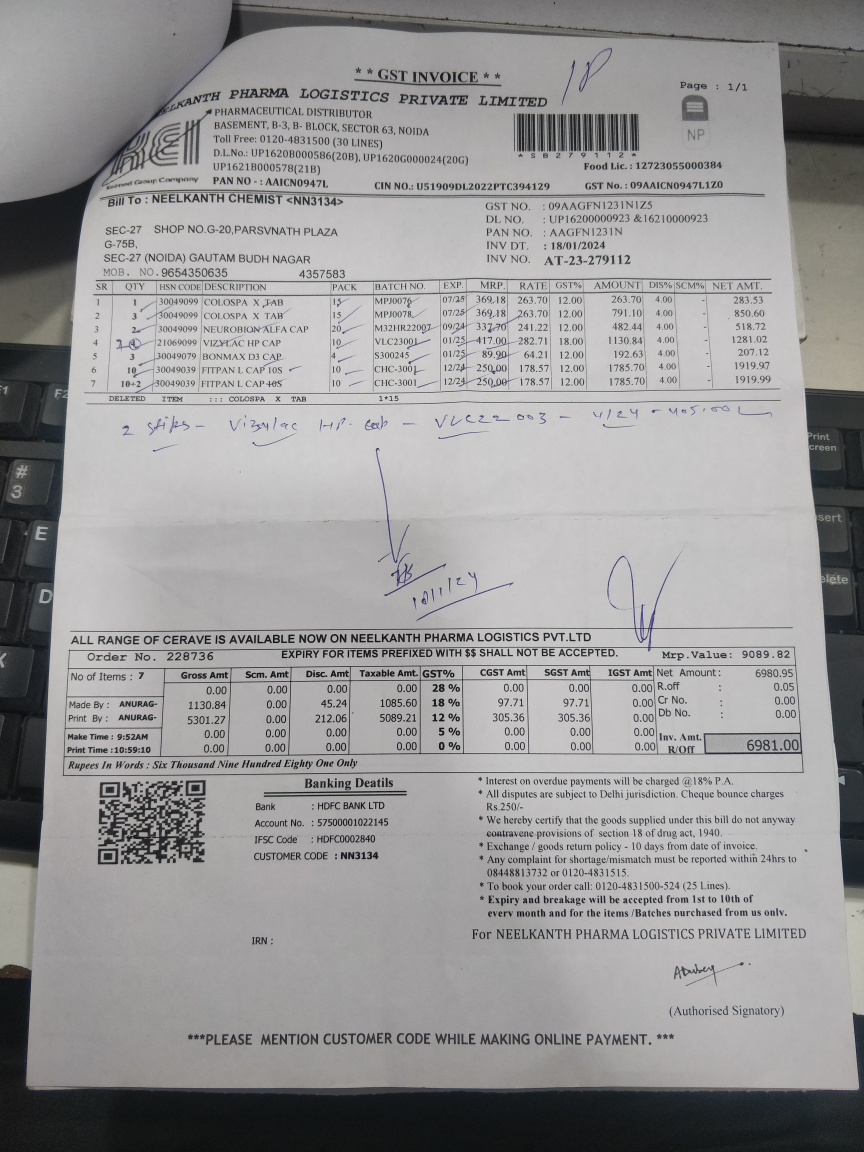 ** GST INVOICE **
1P
Page : 1/1
NEELKANTH PHARMA LOGISTICS PRIVATE LIMITED
PHARMACEUTICAL DISTRIBUTOR
BASEMENT, B-3, B- BLOCK, SECTOR 63, NOIDA
Toll Free: 0120-4831500 (30 LINES)
D.L.No.: UP1620B000586(20B), UP1620G000024(20G)
UP1621B000578(21B)
PAN NO - : AAICN0947L
CIN NO.: U51909DL2022PTC394129
KEI
Group Company
NP
*SB279112*
Food Lic. : 12723055000384
GST No. : 09AAICN0947L1Z0
Bill To : NEELKANTH CHEMIST <NN3134>
SEC-27 SHOP NO.G-20,PARSVNATH PLAZA
G-75B,
SEC-27 (NOIDA) GAUTAM BUDH NAGAR
MOB. NO.9654350635 4357583
GST NO. : 09AAGFN1231N1Z5
DL NO. : UP16200000923 &16210000923
PAN NO. : AAGFN1231N
INV DT. : 18/01/2024
INV NO. AT-23-279112
SR QTY HSN CODE DESCRIPTION PACK BATCH NO. EXP. MRP. RATE GST% AMOUNT DIS% SCM% NET AMT.
1 1 30049099 COLOSPA X TAB 15 MPJ0076 07/25 369.18 263.70 12.00 263.70 4.00 - 283.53
2 3 30049099 COLOSPA X TAB 15 MPJ0078 07/25 369.18 263.70 12.00 791.10 4.00 - 850.60
3 2 30049099 NEUROBION ALFA CAP 20 M32HR22007 09/24 337.70 241.22 12.00 482.44 4.00 - 518.72
4 2 4 21069099 VIZYLAC HP CAP 10 VLC23001 01/25 417.00 282.71 18.00 1130.84 4.00 - 1281.02
5 3 30049079 BONMAX D3 CAP 4 S300245 01/25 89.90 64.21 12.00 192.63 4.00 - 207.12
6 10 30049039 FITPAN L CAP 10S 10 CHC-3001 12/24 250.00 178.57 12.00 1785.70 4.00 - 1919.97
7 10+2 30049039 FITPAN L CAP 10S 10 CHC-3001 12/24 250.00 178.57 12.00 1785.70 4.00 - 1919.99
DELETED ITEM ::: COLOSPA X TAB 1*15
2 stips - Vizylac HP cap - VLC22003 - 4/24 - 405.00
18/1/24
ALL RANGE OF CERAVE IS AVAILABLE NOW ON NEELKANTH PHARMA LOGISTICS PVT.LTD
Order No. 228736 EXPIRY FOR ITEMS PREFIXED WITH $$ SHALL NOT BE ACCEPTED. Mrp.Value: 9089.82
No of Items : 7 Gross Amt Scm. Amt Disc. Amt Taxable Amt. GST% CGST Amt SGST Amt IGST Amt Net Amount: 6980.95
0.00 0.00 0.00 0.00 28 % 0.00 0.00 0.00 R.off 0.05
Made By : ANURAG- 1130.84 0.00 45.24 1085.60 18 % 97.71 97.71 0.00 Cr No. 0.00
Print By : ANURAG- 5301.27 0.00 212.06 5089.21 12 % 305.36 305.36 0.00 Db No. 0.00
Make Time : 9:52AM 0.00 0.00 0.00 0.00 5 % 0.00 0.00 0.00
Print Time :10:59:10 0.00 0.00 0.00 0.00 0 % 0.00 0.00 0.00
Inv. Amt. R/Off 6981.00
Rupees In Words : Six Thousand Nine Hundred Eighty One Only
Banking Deatils
Bank : HDFC BANK LTD
Account No. : 57500001022145
IFSC Code : HDFC0002840
CUSTOMER CODE : NN3134
IRN :
* Interest on overdue payments will be charged @18% P.A.
* All disputes are subject to Delhi jurisdiction. Cheque bounce charges
Rs.250/-
* We hereby certify that the goods supplied under this bill do not anyway
contravene provisions of section 18 of drug act, 1940.
* Exchange / goods return policy - 10 days from date of invoice.
* Any complaint for shortage/mismatch must be reported within 24hrs to
08448813732 or 0120-4831515.
* To book your order call: 0120-4831500-524 (25 Lines).
* Expiry and breakage will be accepted from 1st to 10th of
every month and for the items /Batches purchased from us only.
For NEELKANTH PHARMA LOGISTICS PRIVATE LIMITED
(Authorised Signatory)
***PLEASE MENTION CUSTOMER CODE WHILE MAKING ONLINE PAYMENT. ***